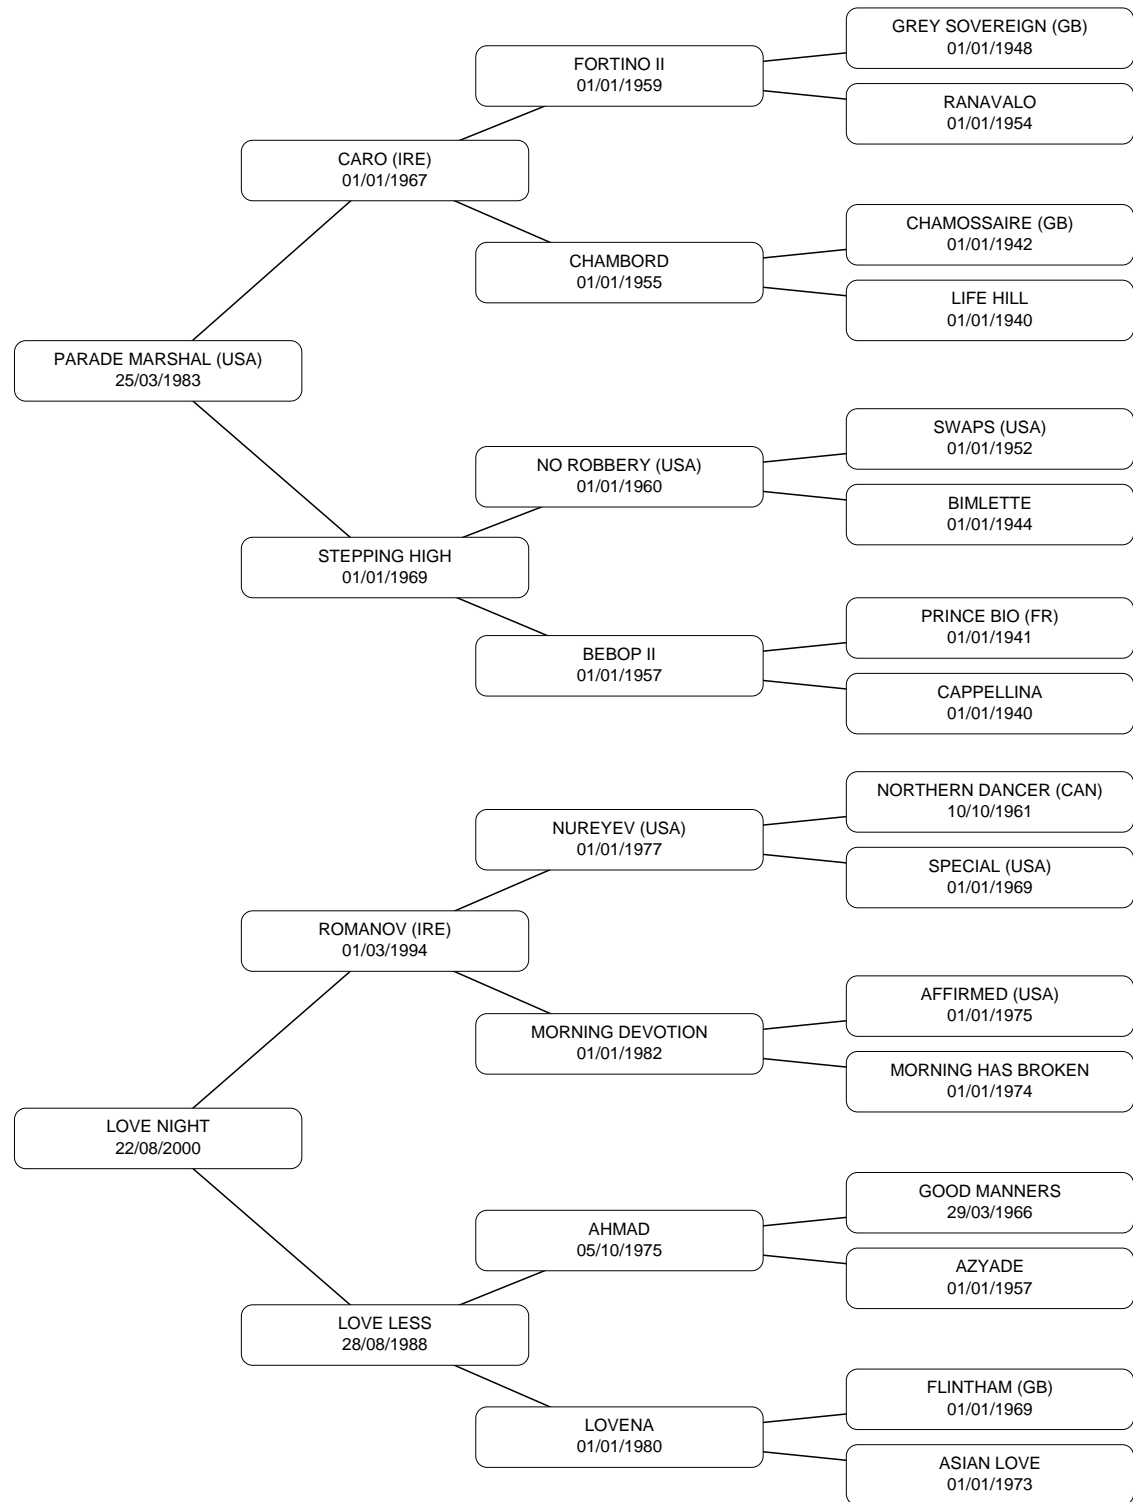 GREY SOVEREIGN (GB)
01/01/1948
FORTINO II
01/01/1959
RANAVALO
01/01/1954
CARO (IRE)
01/01/1967
CHAMOSSAIRE (GB)
01/01/1942
CHAMBORD
01/01/1955
LIFE HILL
01/01/1940
PARADE MARSHAL (USA)
25/03/1983
SWAPS (USA)
01/01/1952
NO ROBBERY (USA)
01/01/1960
BIMLETTE
01/01/1944
STEPPING HIGH
01/01/1969
PRINCE BIO (FR)
01/01/1941
BEBOP II
01/01/1957
CAPPELLINA
01/01/1940
NORTHERN DANCER (CAN)
10/10/1961
NUREYEV (USA)
01/01/1977
SPECIAL (USA)
01/01/1969
ROMANOV (IRE)
01/03/1994
AFFIRMED (USA)
01/01/1975
MORNING DEVOTION
01/01/1982
MORNING HAS BROKEN
01/01/1974
LOVE NIGHT
22/08/2000
GOOD MANNERS
29/03/1966
AHMAD
05/10/1975
AZYADE
01/01/1957
LOVE LESS
28/08/1988
FLINTHAM (GB)
01/01/1969
LOVENA
01/01/1980
ASIAN LOVE
01/01/1973